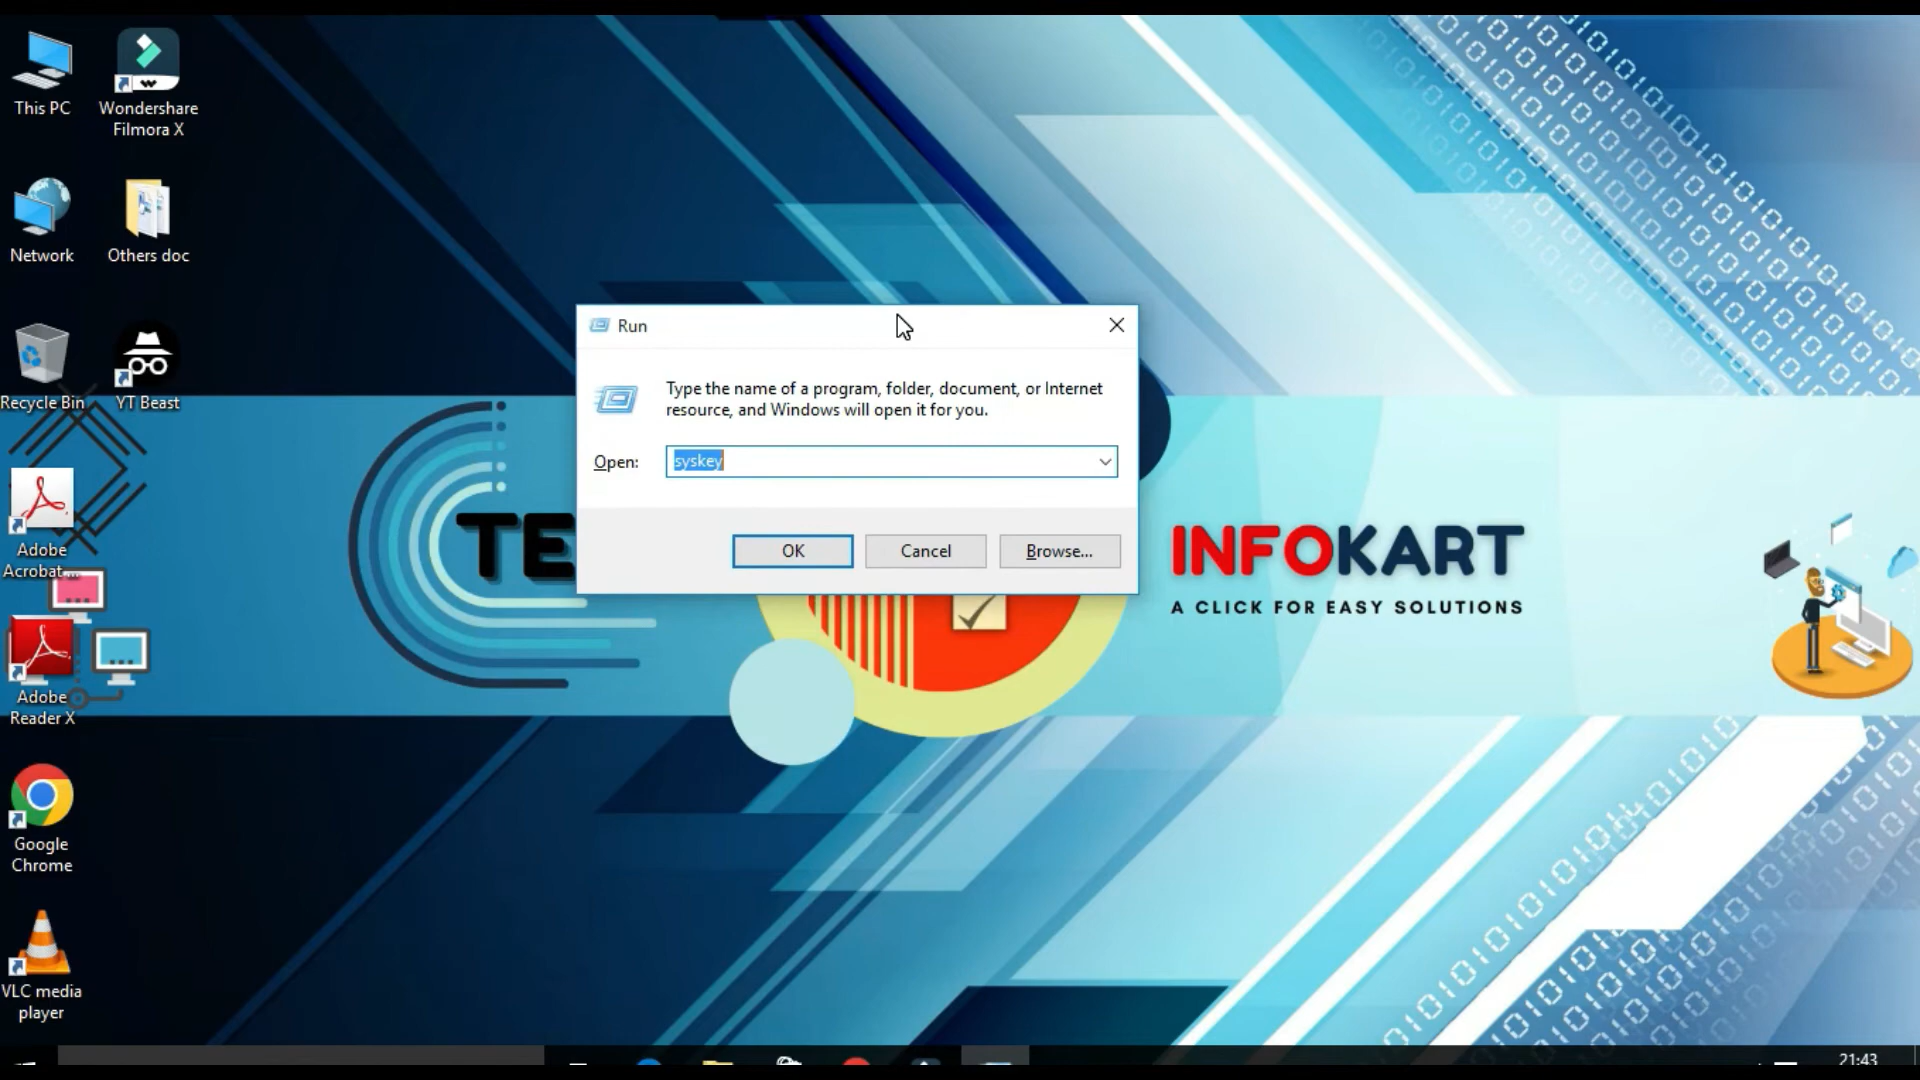 This PC
Wondershare
Filmora X
Network
Others doc
Recycle Bin
YT Beast
Adobe
Acrobat ...
Adobe
Reader X
Google
Chrome
VLC media
player
Run
Type the name of a program, folder, document, or Internet
resource, and Windows will open it for you.
Open:
syskey
OK
Cancel
Browse...
TE
INFOKART
A CLICK FOR EASY SOLUTIONS
21:43